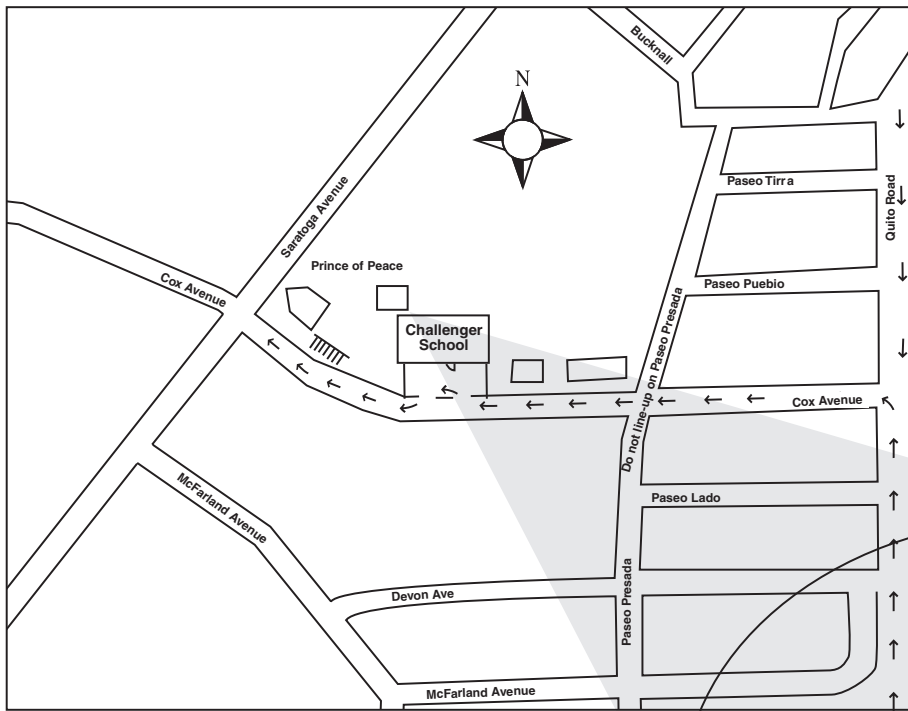 Bucknall
N
Paseo Tirra
Quito Road
Saratoga Avenue
Prince of Peace
Cox Avenue
Paseo Puebio
Challenger
School
Do not line-up on Paseo Presada
Cox Avenue
McFarland Avenue
Paseo Lado
Devon Ave
Paseo Presada
McFarland Avenue